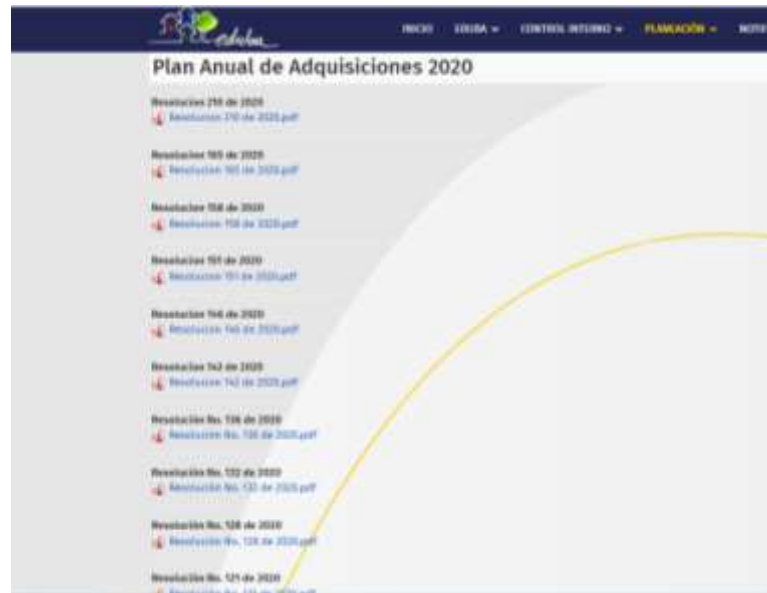 eduba
INICIO EDUBA CONTROL INTERNO PLANEACIÓN
Plan Anual de Adquisiciones 2020
Resolucion 210 de 2020
Resolucion 210 de 2020.pdf
Resolucion 165 de 2020
Resolucion 165 de 2020.pdf
Resolucion 158 de 2020
Resolucion 158 de 2020.pdf
Resolucion 151 de 2020
Resolucion 151 de 2020.pdf
Resolucion 146 de 2020
Resolucion 146 de 2020.pdf
Resolucion 142 de 2020
Resolucion 142 de 2020.pdf
Resolución No. 136 de 2020
Resolución No. 136 de 2020.pdf
Resolución No. 132 de 2020
Resolución No. 132 de 2020.pdf
Resolución No. 128 de 2020
Resolución No. 128 de 2020.pdf
Resolución No. 121 de 2020